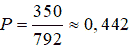 P = 350/792 ≈ 0,442